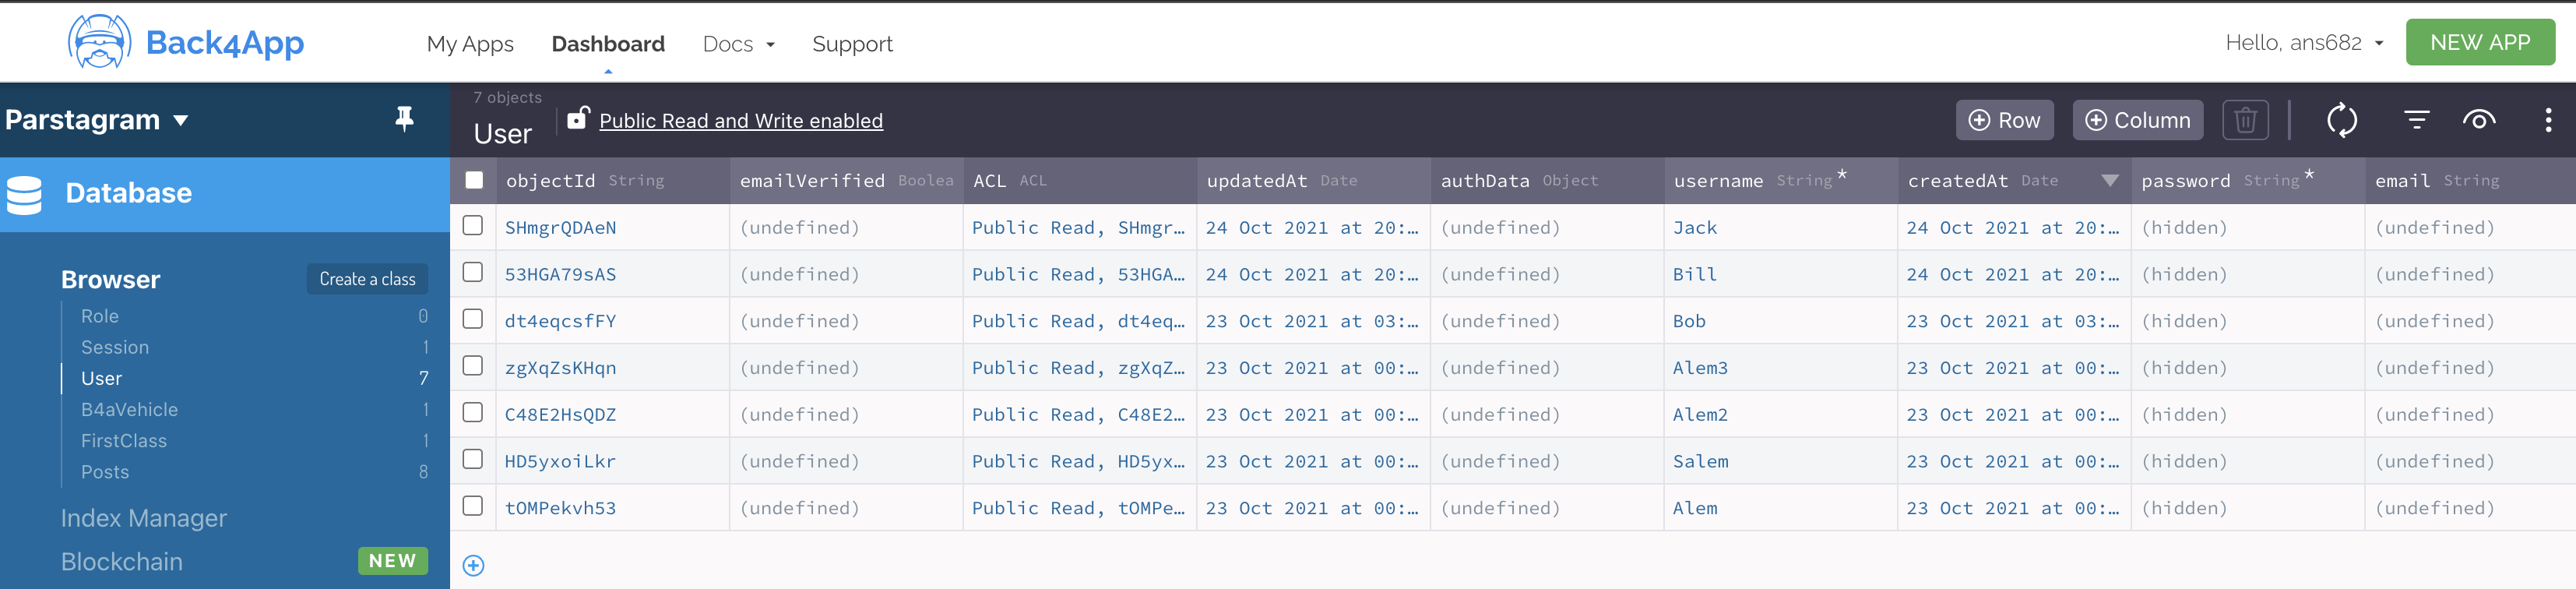 Back4App My Apps Dashboard Docs Support Hello, ans682 NEW APP
Parstagram
7 objects
User Public Read and Write enabled Row Column
Database
Browser Create a class
Role 0
Session 1
User 7
B4aVehicle 1
FirstClass 1
Posts 8
Index Manager
Blockchain NEW
objectId String emailVerified Boolea ACL ACL updatedAt Date authData Object username String* createdAt Date password String* email String
SHmgrQDAeN (undefined) Public Read, SHmgr… 24 Oct 2021 at 20:… (undefined) Jack 24 Oct 2021 at 20:… (hidden) (undefined)
53HGA79sAS (undefined) Public Read, 53HGA… 24 Oct 2021 at 20:… (undefined) Bill 24 Oct 2021 at 20:… (hidden) (undefined)
dt4eqcsfFY (undefined) Public Read, dt4eq… 23 Oct 2021 at 03:… (undefined) Bob 23 Oct 2021 at 03:… (hidden) (undefined)
zgXqZsKHqn (undefined) Public Read, zgXqZ… 23 Oct 2021 at 00:… (undefined) Alem3 23 Oct 2021 at 00:… (hidden) (undefined)
C48E2HsQDZ (undefined) Public Read, C48E2… 23 Oct 2021 at 00:… (undefined) Alem2 23 Oct 2021 at 00:… (hidden) (undefined)
HD5yxoiLkr (undefined) Public Read, HD5yx… 23 Oct 2021 at 00:… (undefined) Salem 23 Oct 2021 at 00:… (hidden) (undefined)
tOMPekvh53 (undefined) Public Read, tOMPe… 23 Oct 2021 at 00:… (undefined) Alem 23 Oct 2021 at 00:… (hidden) (undefined)